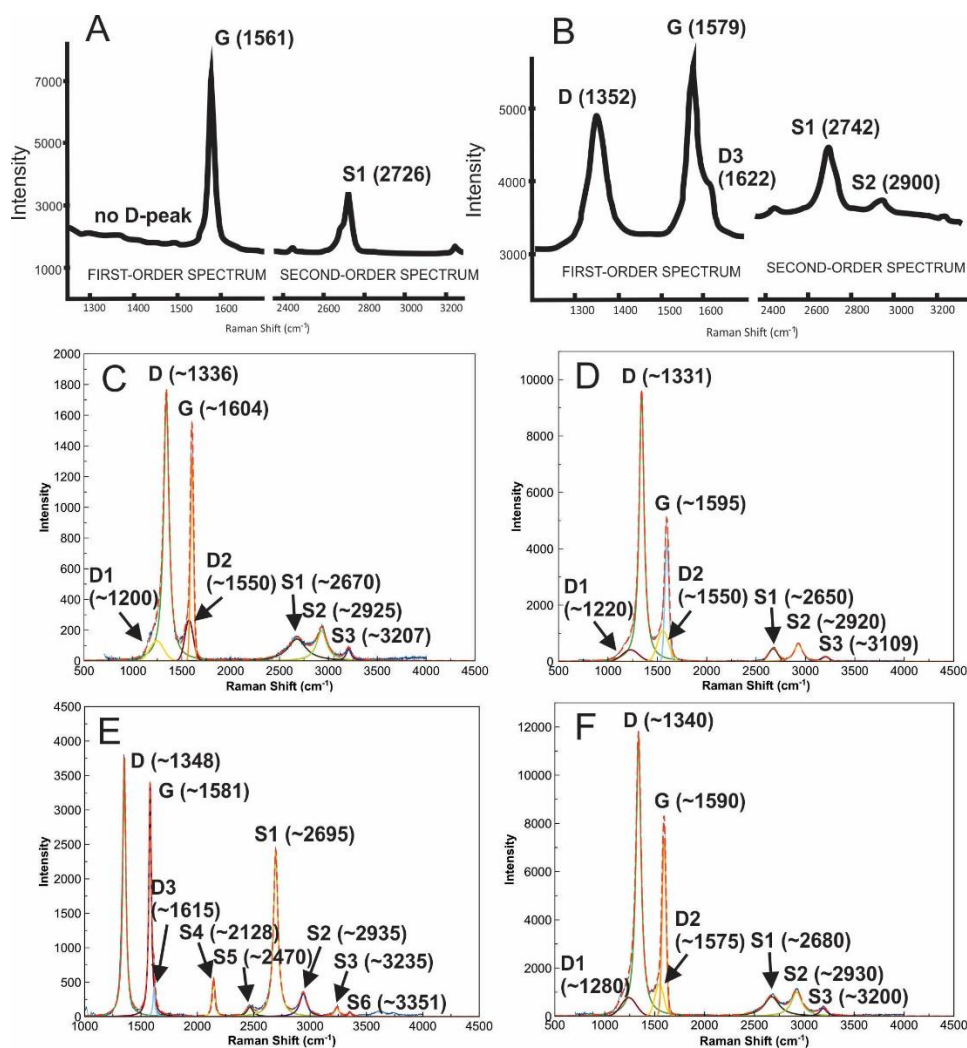 A
G (1561)
7000
5000
3000
1000
Intensity
no D-peak
S1 (2726)
FIRST-ORDER SPECTRUM
SECOND-ORDER SPECTRUM
1300
1400
1500
1600
2400
2600
2800
3000
3200
Raman Shift (cm⁻¹)
B
G (1579)
D (1352)
D3
(1622)
S1 (2742)
S2 (2900)
5000
4000
3000
Intensity
FIRST-ORDER SPECTRUM
SECOND-ORDER SPECTRUM
1300
1400
1500
1600
2400
2600
2800
3000
3200
Raman Shift (cm⁻¹)
C
D (~1336)
G (~1604)
D1
(~1200)
D2
(~1550)
S1 (~2670)
S2 (~2925)
S3 (~3207)
2000
1800
1600
1400
1200
1000
800
600
400
200
0
Intensity
500 1000 1500 2000 2500 3000 3500 4000 4500
Raman Shift (cm⁻¹)
D
D (~1331)
G (~1595)
D1
(~1220)
D2
(~1550)
S1 (~2650)
S2 (~2920)
S3 (~3109)
10000
8000
6000
4000
2000
0
Intensity
500 1000 1500 2000 2500 3000 3500 4000 4500
Raman Shift (cm⁻¹)
E
D (~1348)
G (~1581)
D3
(~1615)
S4 (~2128)
S5 (~2470)
S1 (~2695)
S2 (~2935)
S3 (~3235)
S6 (~3351)
4500
4000
3500
3000
2500
2000
1500
1000
500
0
Intensity
1000 1500 2000 2500 3000 3500 4000 4500
Raman Shift (cm⁻¹)
F
D (~1340)
G (~1590)
D1
(~1280)
D2
(~1575)
S1 (~2680)
S2 (~2930)
S3 (~3200)
12000
10000
8000
6000
4000
2000
0
Intensity
500 1000 1500 2000 2500 3000 3500 4000 4500
Raman Shift (cm⁻¹)